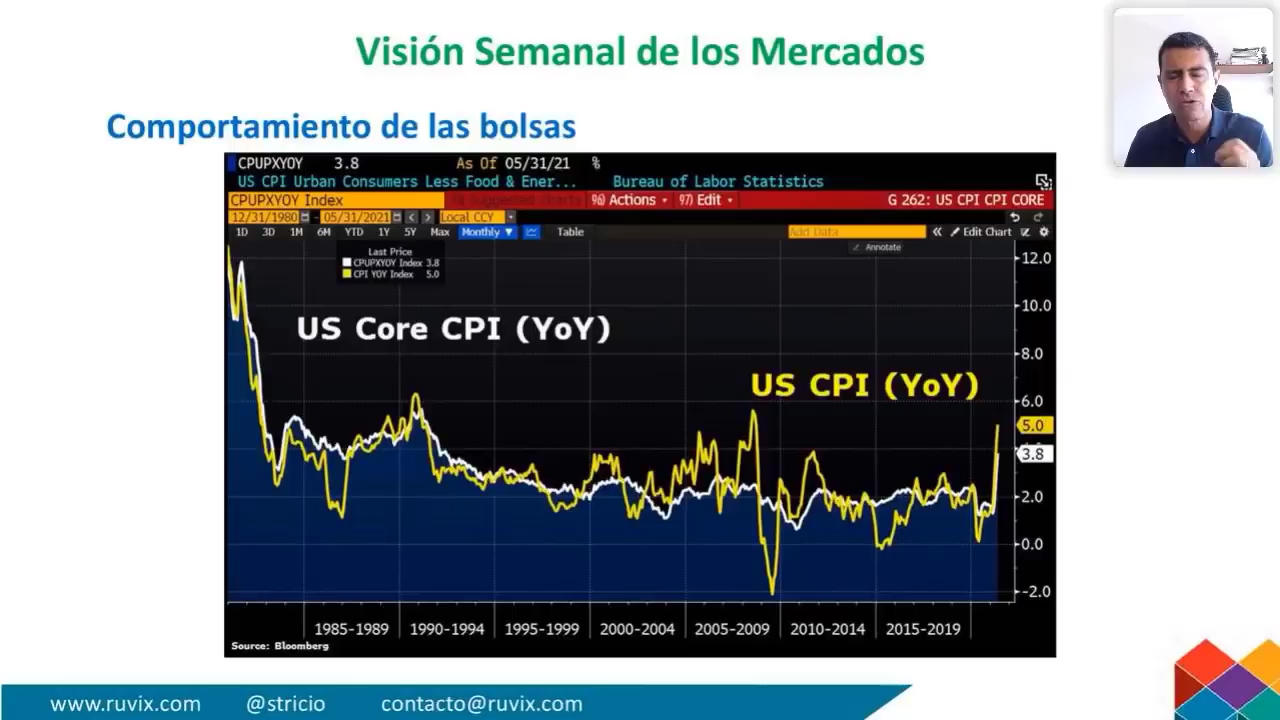 Visión Semanal de los Mercados
Comportamiento de las bolsas
CPUPXYOY 3.8 As Of 05/31/21 %
US CPI Urban Consumers Less Food & Ener... Bureau of Labor Statistics
CPUPXYOY Index 96) Actions 97) Edit G 262: US CPI CPI CORE
12/31/1980 - 05/31/2021 < > Local CCY
1D 3D 1M 6M YTD 1Y 5Y Max Monthly ▼ Table Add Data « Edit Chart
Annotate
Last Price
CPUPXYOY Index 3.8
CPI YOY Index 5.0
12.0
10.0
US Core CPI (YoY)
8.0
US CPI (YoY)
6.0
5.0
3.8
2.0
0.0
-2.0
1985-1989 1990-1994 1995-1999 2000-2004 2005-2009 2010-2014 2015-2019
Source: Bloomberg
www.ruvix.com @stricio contacto@ruvix.com